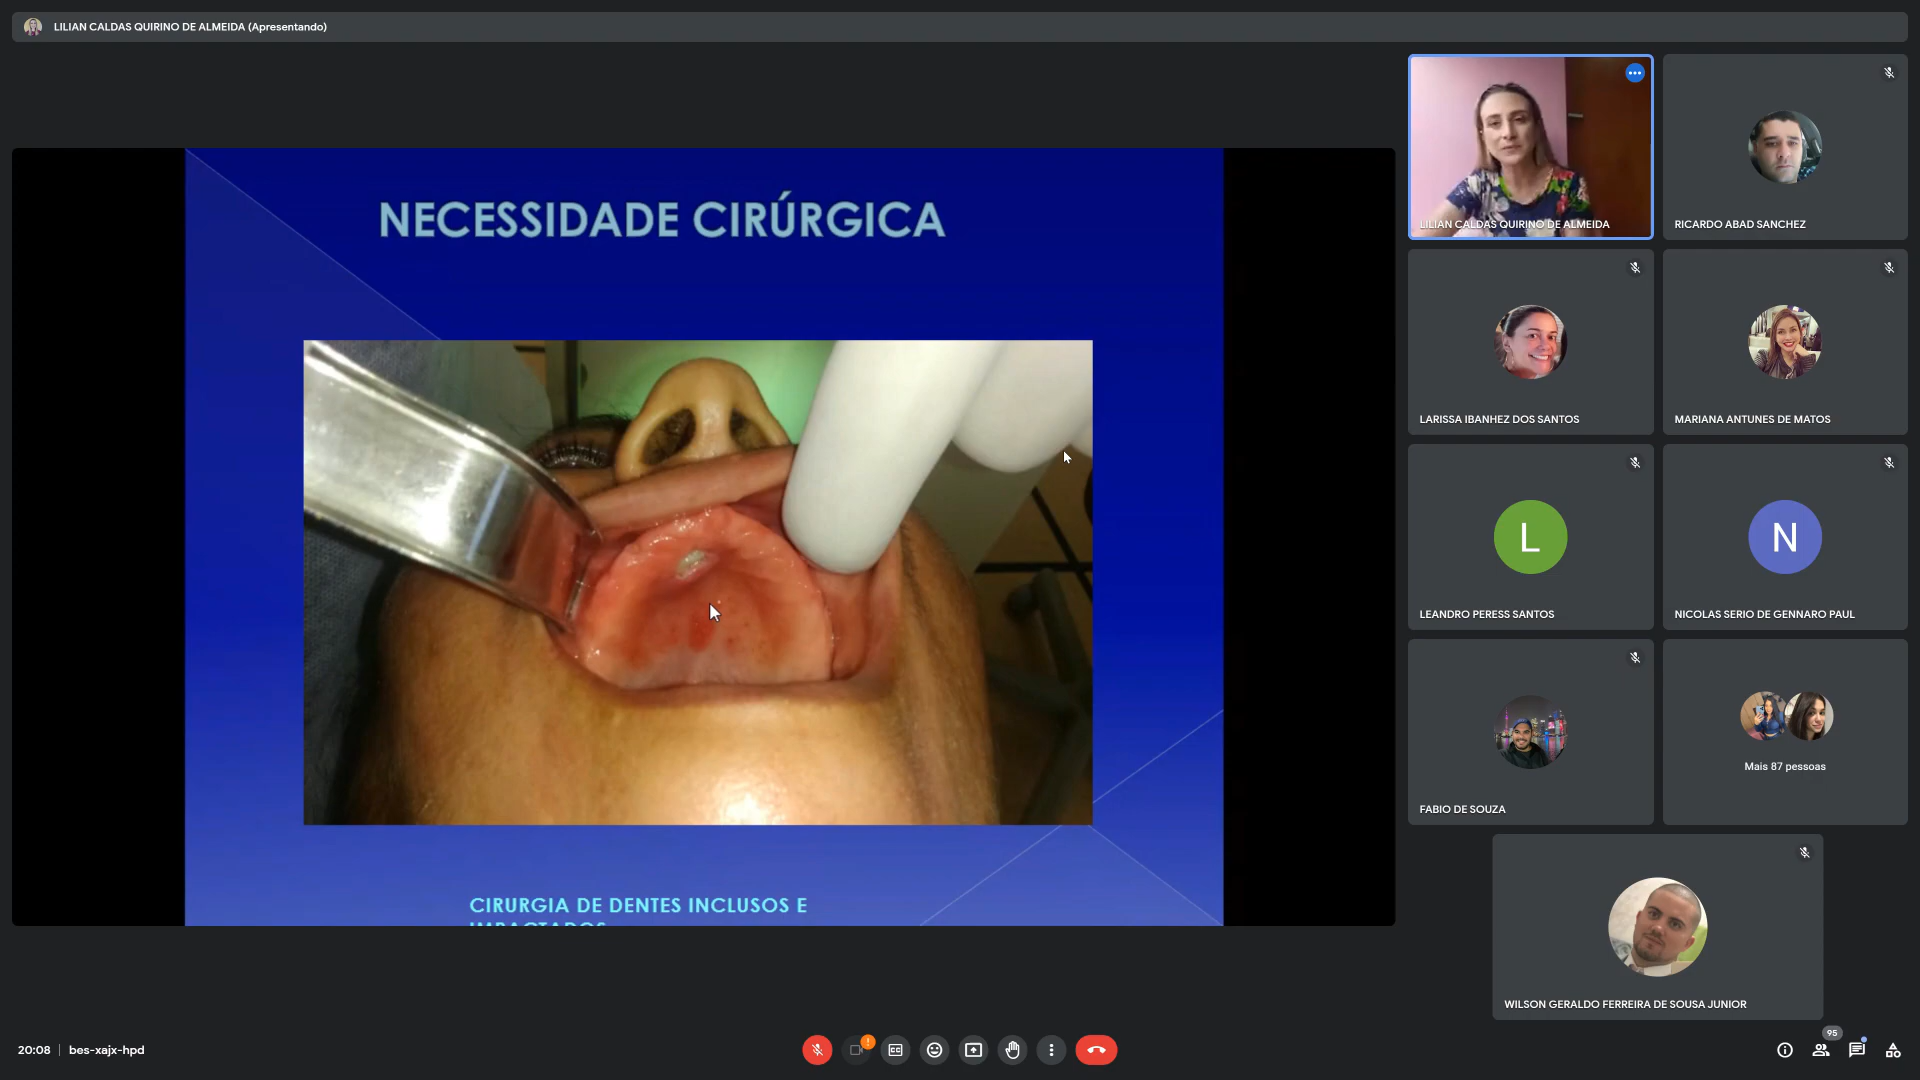 LILIAN CALDAS QUIRINO DE ALMEIDA (Apresentando)
NECESSIDADE CIRÚRGICA
CIRURGIA DE DENTES INCLUSOS E
IMPACTADOS
LILIAN CALDAS QUIRINO DE ALMEIDA
RICARDO ABAD SANCHEZ
LARISSA IBANHEZ DOS SANTOS
MARIANA ANTUNES DE MATOS
L
N
LEANDRO PERESS SANTOS
NICOLAS SERIO DE GENNARO PAUL
FABIO DE SOUZA
Mais 87 pessoas
WILSON GERALDO FERREIRA DE SOUSA JUNIOR
20:08 | bes-xajx-hpd
CC
95